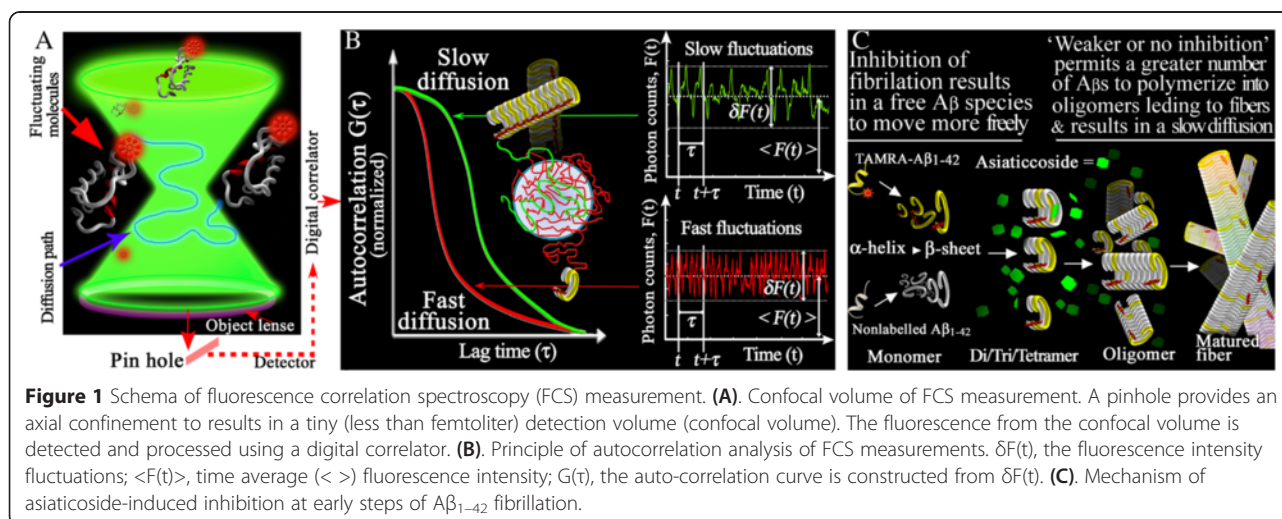 A
Fluctuating
molecules
Diffusion path
Object lense
Pin hole
Detector
Digital correlator
B
Slow
diffusion
Autocorrelation G(τ)
(normalized)
Fast
diffusion
Lag time (τ)
Slow fluctuations
Photon counts, F(t)
δF(t)
<F(t)>
τ
t t+τ Time (t)
Fast fluctuations
Photon counts, F(t)
δF(t)
<F(t)>
τ
t t+τ Time (t)
C
Inhibition of
fibrilation results
in a free Aβ species
to move more freely
‘Weaker or no inhibition’
permits a greater number
of Aβs to polymerize into
oligomers leding to fibers
& results in a slow diffusion
TAMRA-Aβ1-42
Asiaticcoside =
α-helix ▸ β-sheet
Nonlabelled Aβ1-42
Monomer
Di/Tri/Tetramer
Oligomer
Matured
fiber
Figure 1 Schema of fluorescence correlation spectroscopy (FCS) measurement. (A). Confocal volume of FCS measurement. A pinhole provides an
axial confinement to results in a tiny (less than femtoliter) detection volume (confocal volume). The fluorescence from the confocal volume is
detected and processed using a digital correlator. (B). Principle of autocorrelation analysis of FCS measurements. δF(t), the fluorescence intensity
fluctuations; <F(t)>, time average (< >) fluorescence intensity; G(τ), the auto-correlation curve is constructed from δF(t). (C). Mechanism of
asiaticoside-induced inhibition at early steps of Aβ1–42 fibrillation.